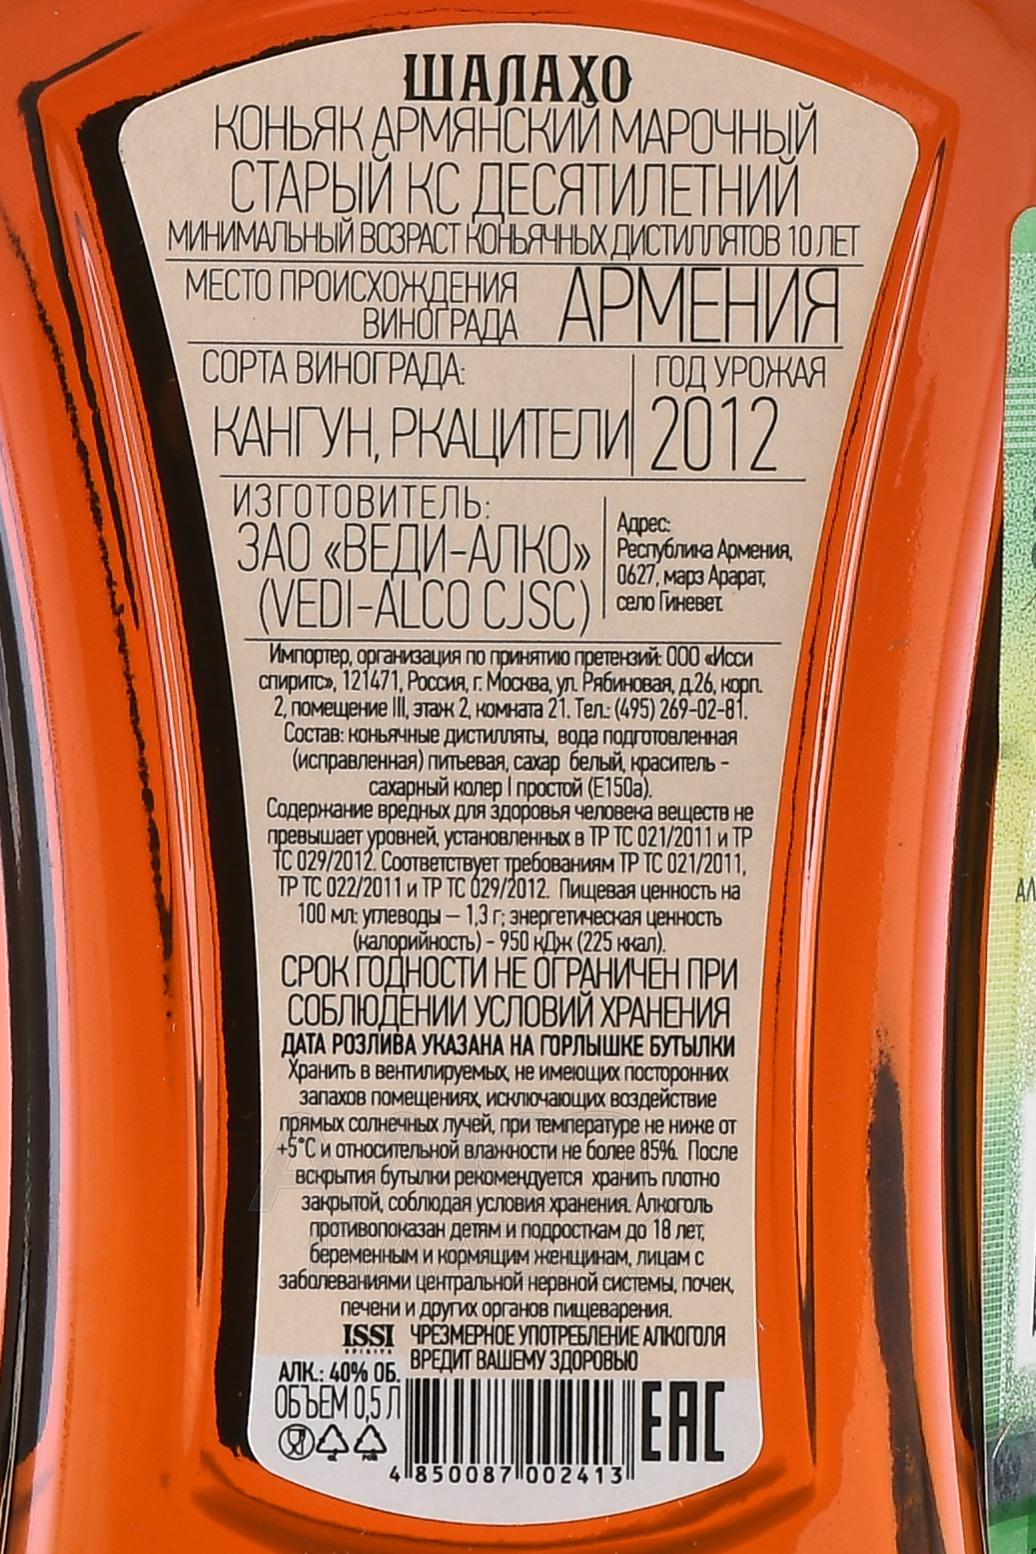 ШАЛАХО
КОНЬЯК АРМЯНСКИЙ МАРОЧНЫЙ
СТАРЫЙ КС ДЕСЯТИЛЕТНИЙ
МИНИМАЛЬНЫЙ ВОЗРАСТ КОНЬЯЧНЫХ ДИСТИЛЛЯТОВ 10 ЛЕТ
МЕСТО ПРОИСХОЖДЕНИЯ
ВИНОГРАДА
АРМЕНИЯ
СОРТА ВИНОГРАДА:
КАНГУН, РКАЦИТЕЛИ
ГОД УРОЖАЯ
2012
ИЗГОТОВИТЕЛЬ:
ЗАО «ВЕДИ-АЛКО»
(VEDI-ALCO CJSC)
Адрес:
Республика Армения,
0627, марз Арарат,
село Гиневет.
Импортер, организация по принятию претензий: ООО «Исси
спиритс», 121471, Россия, г. Москва, ул. Рябиновая, д.26, корп.
2, помещение III, этаж 2, комната 21. Тел.: (495) 269-02-81.
Состав: коньячные дистилляты, вода подготовленная
(исправленная) питьевая, сахар белый, краситель -
сахарный колер I простой (Е150а).
Содержание вредных для здоровья человека веществ не
превышает уровней, установленных в ТР ТС 021/2011 и ТР
ТС 029/2012. Соответствует требованиям ТР ТС 021/2011,
ТР ТС 022/2011 и ТР ТС 029/2012. Пищевая ценность на
100 мл: углеводы – 1,3 г; энергетическая ценность
(калорийность) - 950 кДж (225 ккал).
СРОК ГОДНОСТИ НЕ ОГРАНИЧЕН ПРИ
СОБЛЮДЕНИИ УСЛОВИЙ ХРАНЕНИЯ
ДАТА РОЗЛИВА УКАЗАНА НА ГОРЛЫШКЕ БУТЫЛКИ
Хранить в вентилируемых, не имеющих посторонних
запахов помещениях, исключающих воздействие
прямых солнечных лучей, при температуре не ниже от
+5°С и относительной влажности не более 85%. После
вскрытия бутылки рекомендуется хранить плотно
закрытой, соблюдая условия хранения. Алкоголь
противопоказан детям и подросткам до 18 лет,
беременным и кормящим женщинам, лицам с
заболеваниями центральной нервной системы, почек,
печени и других органов пищеварения.
ISSI
SPIRITS
ЧРЕЗМЕРНОЕ УПОТРЕБЛЕНИЕ АЛКОГОЛЯ
ВРЕДИТ ВАШЕМУ ЗДОРОВЬЮ
АЛК.: 40% ОБ.
ОБЪЕМ 0,5 Л
EAC
4 850087 002413